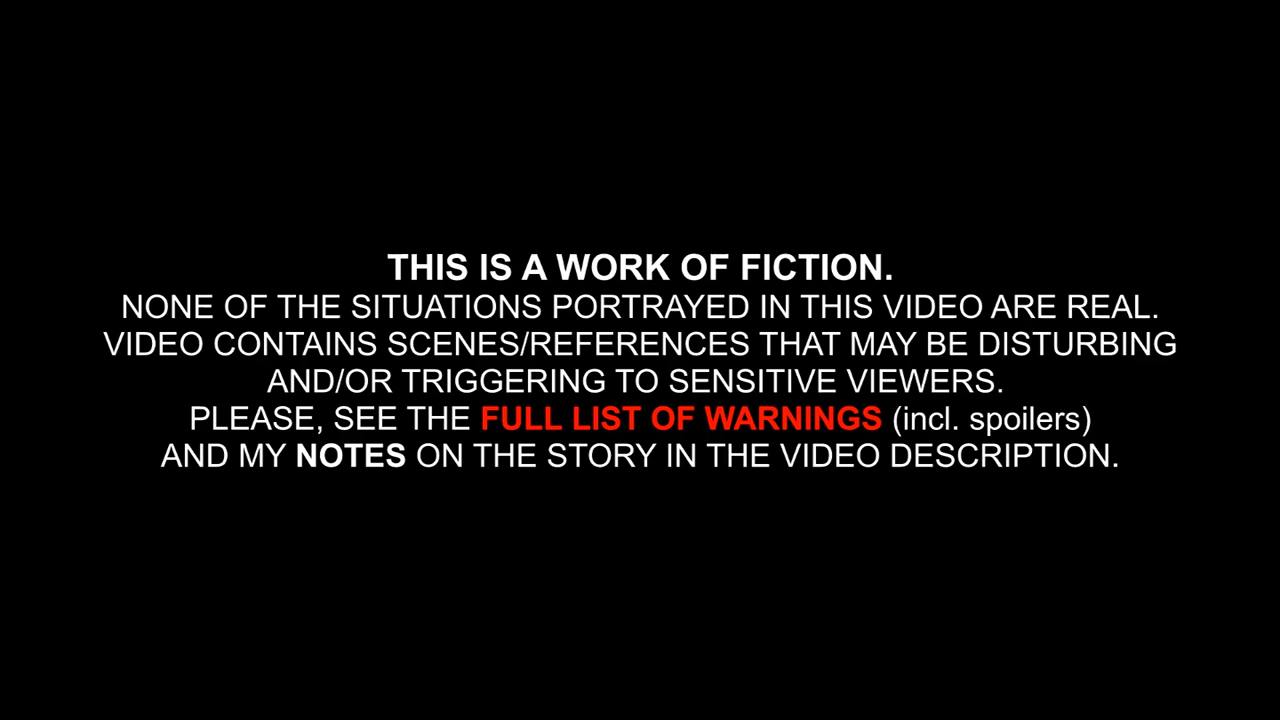 THIS IS A WORK OF FICTION.
NONE OF THE SITUATIONS PORTRAYED IN THIS VIDEO ARE REAL.
VIDEO CONTAINS SCENES/REFERENCES THAT MAY BE DISTURBING
AND/OR TRIGGERING TO SENSITIVE VIEWERS.
PLEASE, SEE THE FULL LIST OF WARNINGS (incl. spoilers)
AND MY NOTES ON THE STORY IN THE VIDEO DESCRIPTION.